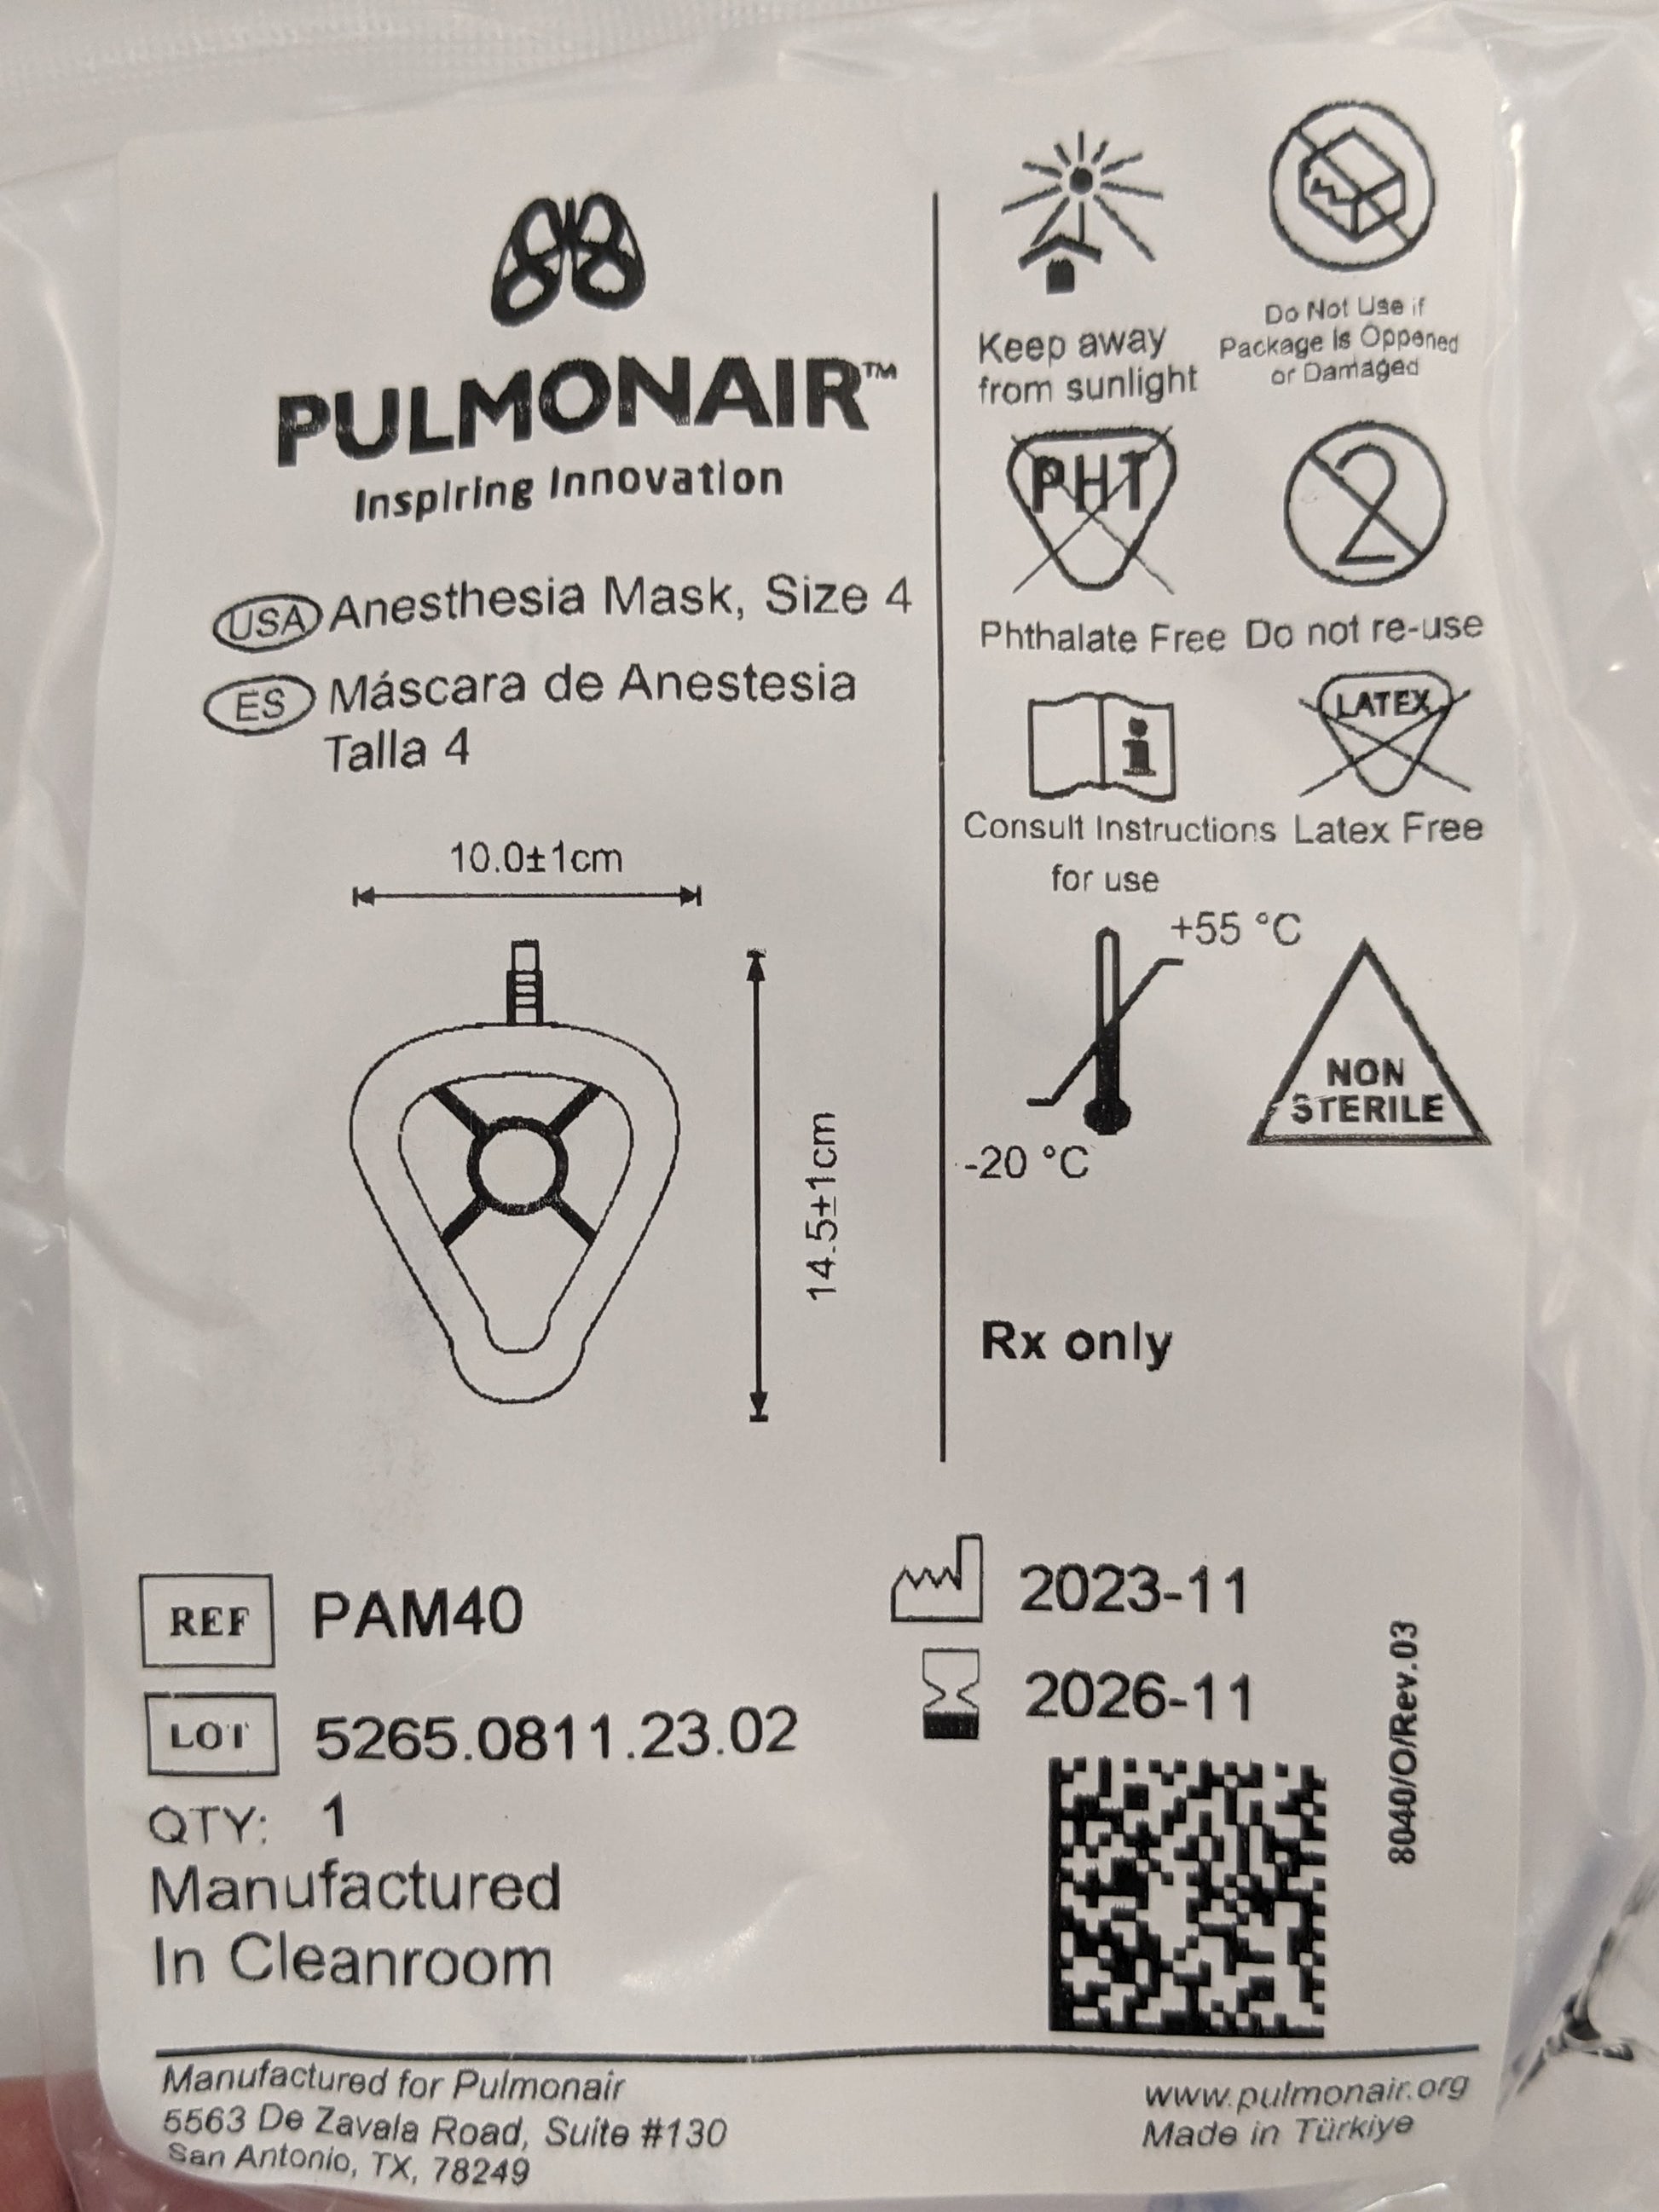 PULMONAIR™
Inspiring Innovation
USA Anesthesia Mask, Size 4
ES Máscara de Anestesia
Talla 4
10.0±1cm
14.5±1cm
Keep away
from sunlight
Do Not Use if
Package Is Oppened
or Damaged
PHT
Phthalate Free
2
Do not re-use
i
Consult Instructions
for use
LATEX
Latex Free
+55 °C
-20 °C
NON
STERILE
Rx only
REF PAM40
LOT 5265.0811.23.02
QTY: 1
Manufactured
In Cleanroom
2023-11
2026-11
8040/O/Rev.03
Manufactured for Pulmonair
5563 De Zavala Road, Suite #130
San Antonio, TX, 78249
www.pulmonair.org
Made in Türkiye